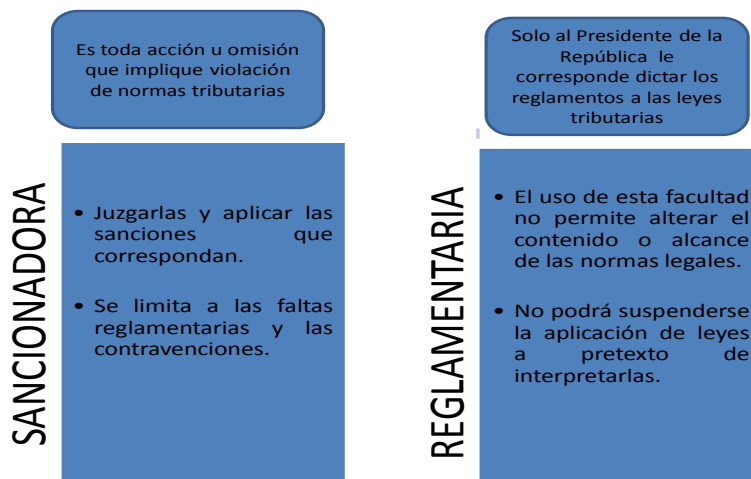 Es toda acción u omisión
que implique violación
de normas tributarias
SANCIONADORA
• Juzgarlas y aplicar las
sanciones que
correspondan.
• Se limita a las faltas
reglamentarias y las
contravenciones.
Solo al Presidente de la
República le
corresponde dictar los
reglamentos a las leyes
tributarias
REGLAMENTARIA
• El uso de esta facultad
no permite alterar el
contenido o alcance
de las normas legales.
• No podrá suspenderse
la aplicación de leyes
a pretexto de
interpretarlas.